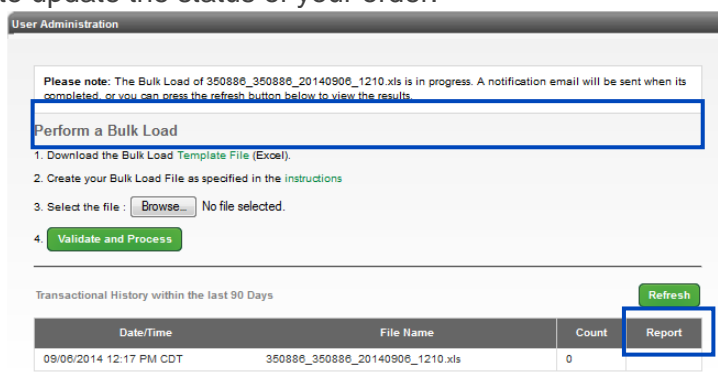 to update the status of your order.
User Administration
Please note: The Bulk Load of 350886_350886_20140906_1210.xls is in progress. A notification email will be sent when its
completed, or you can press the refresh button below to view the results.
Perform a Bulk Load
1. Download the Bulk Load Template File (Excel).
2. Create your Bulk Load File as specified in the instructions
3. Select the file : Browse... No file selected.
4. Validate and Process
Transactional History within the last 90 Days
Refresh
Date/Time File Name Count Report
09/06/2014 12:17 PM CDT 350886_350886_20140906_1210.xls 0